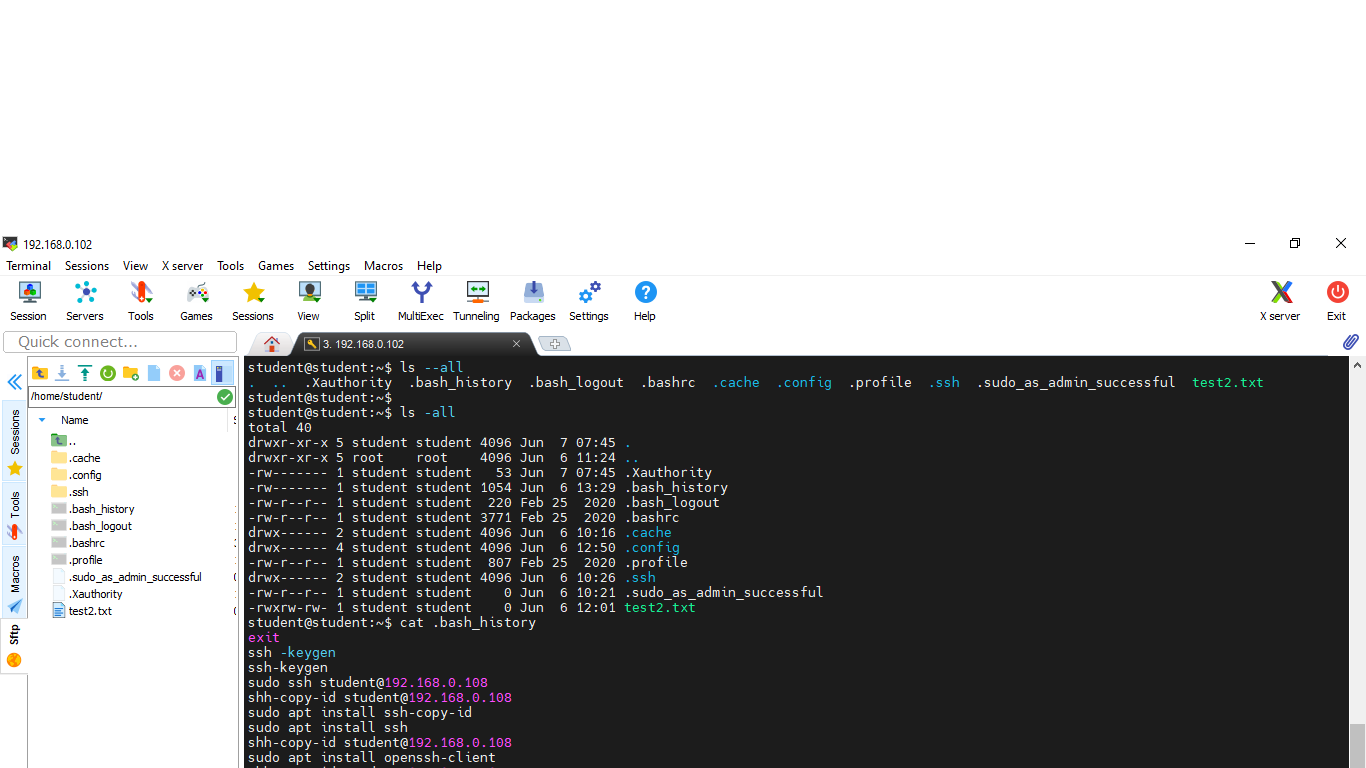 192.168.0.102
Terminal Sessions View X server Tools Games Settings Macros Help
Session Servers Tools Games Sessions View Split MultiExec Tunneling Packages Settings Help X server Exit
Quick connect...
3. 192.168.0.102
/home/student/
Name
..
.cache
.config
.ssh
.bash_history
.bash_logout
.bashrc
.profile
.sudo_as_admin_successful
.Xauthority
test2.txt
Sessions
Tools
Macros
Sftp
student@student:~$ ls --all
. .. .Xauthority .bash_history .bash_logout .bashrc .cache .config .profile .ssh .sudo_as_admin_successful test2.txt
student@student:~$
student@student:~$ ls -all
total 40
drwxr-xr-x 5 student student 4096 Jun 7 07:45 .
drwxr-xr-x 5 root root 4096 Jun 6 11:24 ..
-rw------- 1 student student 53 Jun 7 07:45 .Xauthority
-rw------- 1 student student 1054 Jun 6 13:29 .bash_history
-rw-r--r-- 1 student student 220 Feb 25 2020 .bash_logout
-rw-r--r-- 1 student student 3771 Feb 25 2020 .bashrc
drwx------ 2 student student 4096 Jun 6 10:16 .cache
drwx------ 4 student student 4096 Jun 6 12:50 .config
-rw-r--r-- 1 student student 807 Feb 25 2020 .profile
drwx------ 2 student student 4096 Jun 6 10:26 .ssh
-rw-r--r-- 1 student student 0 Jun 6 10:21 .sudo_as_admin_successful
-rwxrw-rw- 1 student student 0 Jun 6 12:01 test2.txt
student@student:~$ cat .bash_history
exit
ssh -keygen
ssh-keygen
sudo ssh student@192.168.0.108
shh-copy-id student@192.168.0.108
sudo apt install ssh-copy-id
sudo apt install ssh
shh-copy-id student@192.168.0.108
sudo apt install openssh-client